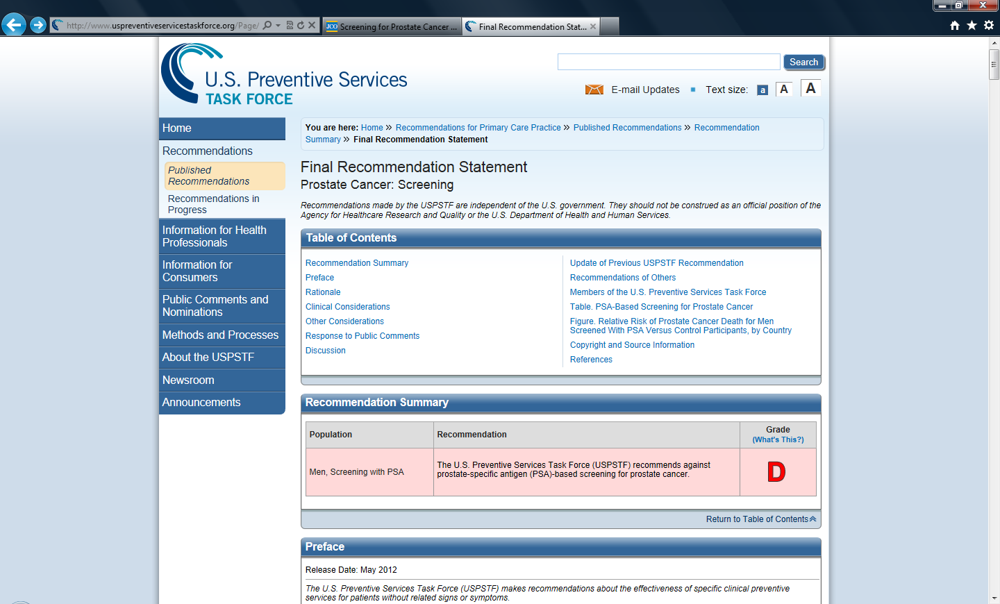 http://www.uspreventiveservicestaskforce.org/Page/
JCO Screening for Prostate Cancer ...
Final Recommendation Stat...
U.S. Preventive Services
TASK FORCE
Search
E-mail Updates
Text size: a A A
Home
Recommendations
Published
Recommendations
Recommendations in
Progress
Information for Health
Professionals
Information for
Consumers
Public Comments and
Nominations
Methods and Processes
About the USPSTF
Newsroom
Announcements
You are here: Home » Recommendations for Primary Care Practice » Published Recommendations » Recommendation
Summary » Final Recommendation Statement
Final Recommendation Statement
Prostate Cancer: Screening
Recommendations made by the USPSTF are independent of the U.S. government. They should not be construed as an official position of the
Agency for Healthcare Research and Quality or the U.S. Department of Health and Human Services.
Table of Contents
Recommendation Summary
Preface
Rationale
Clinical Considerations
Other Considerations
Response to Public Comments
Discussion
Update of Previous USPSTF Recommendation
Recommendations of Others
Members of the U.S. Preventive Services Task Force
Table. PSA-Based Screening for Prostate Cancer
Figure. Relative Risk of Prostate Cancer Death for Men
Screened With PSA Versus Control Participants, by Country
Copyright and Source Information
References
Recommendation Summary
Population
Recommendation
Grade
(What's This?)
Men, Screening with PSA
The U.S. Preventive Services Task Force (USPSTF) recommends against
prostate-specific antigen (PSA)-based screening for prostate cancer.
D
Return to Table of Contents
Preface
Release Date: May 2012
The U.S. Preventive Services Task Force (USPSTF) makes recommendations about the effectiveness of specific clinical preventive
services for patients without related signs or symptoms.